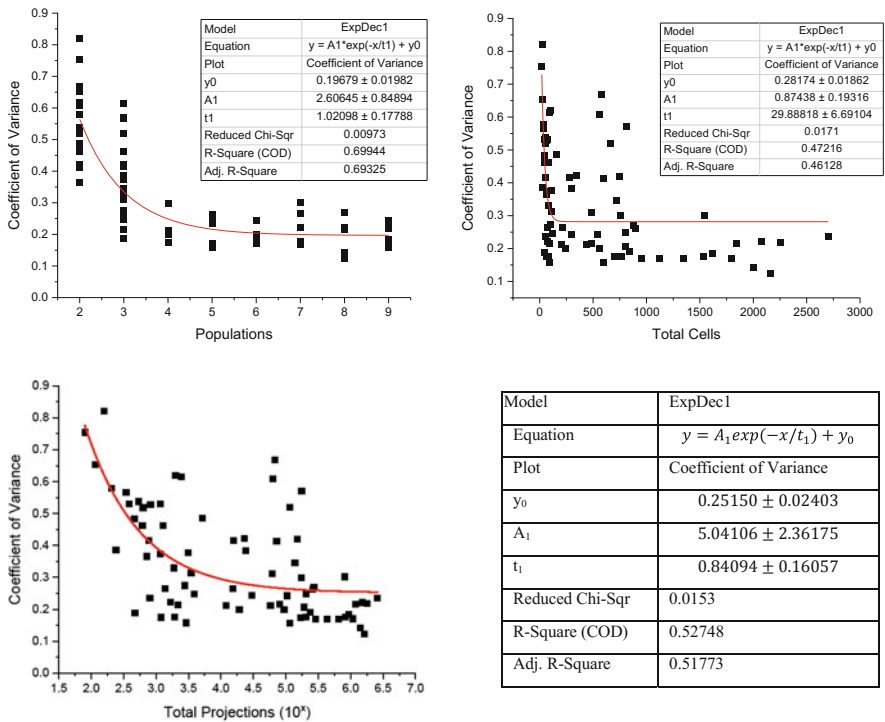 0.9
0.8
0.7
0.6
0.5
0.4
0.3
0.2
0.1
0.0
Coefficient of Variance
2 3 4 5 6 7 8 9
Populations
Model ExpDec1
Equation y = A1*exp(-x/t1) + y0
Plot Coefficient of Variance
y0 0.19679 ± 0.01982
A1 2.60645 ± 0.84894
t1 1.02098 ± 0.17788
Reduced Chi-Sqr 0.00973
R-Square (COD) 0.69944
Adj. R-Square 0.69325
0.9
0.8
0.7
0.6
0.5
0.4
0.3
0.2
0.1
Coefficient of Variance
0 500 1000 1500 2000 2500 3000
Total Cells
Model ExpDec1
Equation y = A1*exp(-x/t1) + y0
Plot Coefficient of Variance
y0 0.28174 ± 0.01862
A1 0.87438 ± 0.19316
t1 29.88818 ± 6.69104
Reduced Chi-Sqr 0.0171
R-Square (COD) 0.47216
Adj. R-Square 0.46128
0.9
0.8
0.7
0.6
0.5
0.4
0.3
0.2
0.1
0.0
Coefficient of Variance
1.5 2.0 2.5 3.0 3.5 4.0 4.5 5.0 5.5 6.0 6.5 7.0
Total Projections (10ˣ)
Model ExpDec1
Equation y = A₁exp(−x/t₁) + y₀
Plot Coefficient of Variance
y₀ 0.25150 ± 0.02403
A₁ 5.04106 ± 2.36175
t₁ 0.84094 ± 0.16057
Reduced Chi-Sqr 0.0153
R-Square (COD) 0.52748
Adj. R-Square 0.51773